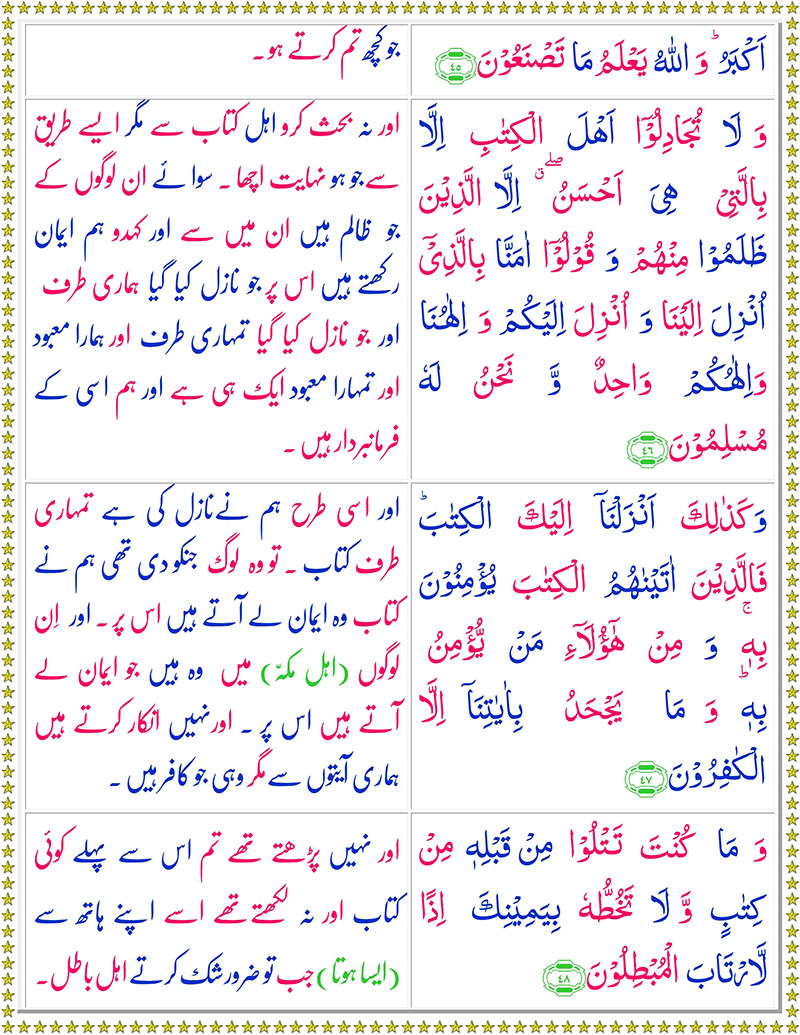 اَكْبَرُ ؕ وَ اللّٰهُ يَعْلَمُ مَا تَصْنَعُوْنَ ۝۴۵
جو کچھ تم کرتے ہو۔
وَ لَا تُجَادِلُوْۤا اَهْلَ الْكِتٰبِ اِلَّا
بِالَّتِيْ هِيَ اَحْسَنُ ۖۗ اِلَّا الَّذِيْنَ
ظَلَمُوْا مِنْهُمْ وَ قُوْلُوْۤا اٰمَنَّا بِالَّذِيْۤ
اُنْزِلَ اِلَيْنَا وَ اُنْزِلَ اِلَيْكُمْ وَ اِلٰهُنَا
وَاِلٰهُكُمْ وَاحِدٌ وَّ نَحْنُ لَهٗ
مُسْلِمُوْنَ ۝۴۶
اور نہ بحث کرو اہل کتاب سے مگر ایسے طریق
سے جو ہو نہایت اچھا۔ سوائے ان لوگوں کے
جو ظالم ہیں ان میں سے اور کہدو ہم ایمان
رکھتے ہیں اس پر جو نازل کیا گیا ہماری طرف
اور جو نازل کیا گیا تمہاری طرف اور ہمارا معبود
اور تمہارا معبود ایک ہی ہے اور ہم اسی کے
فرمانبردار ہیں۔
وَكَذٰلِكَ اَنْزَلْنَاۤ اِلَيْكَ الْكِتٰبَ ؕ
فَالَّذِيْنَ اٰتَيْنٰهُمُ الْكِتٰبَ يُؤْمِنُوْنَ
بِهٖ ۚ وَ مِنْ هٰۤؤُلَآءِ مَنْ يُّؤْمِنُ
بِهٖ ؕ وَ مَا يَجْحَدُ بِاٰيٰتِنَاۤ اِلَّا
الْكٰفِرُوْنَ ۝۴۷
اور اسی طرح ہم نے نازل کی ہے تمہاری
طرف کتاب۔ تو وہ لوگ جنکو دی تھی ہم نے
کتاب وہ ایمان لے آتے ہیں اس پر۔ اور اِن
لوگوں (اہل مکہّ) میں وہ ہیں جو ایمان لے
آتے ہیں اس پر۔ اورنہیں انکار کرتے ہیں
ہماری آیتوں سے مگر وہی جو کافر ہیں۔
وَ مَا كُنْتَ تَتْلُوْا مِنْ قَبْلِهٖ مِنْ
كِتٰبٍ وَّ لَا تَخُطُّهٗ بِيَمِيْنِكَ اِذًا
لَّارْتَابَ الْمُبْطِلُوْنَ ۝۴۸
اور نہیں پڑھتے تھے تم اس سے پہلے کوئی
کتاب اور نہ لکھتے تھے اسے اپنے ہاتھ سے
(ایسا ہوتا) جب تو ضرور شک کرتے اہل باطل۔